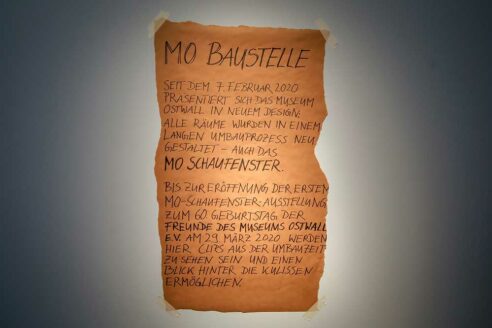 MO BAUSTELLE
SEIT DEM 7. FEBRUAR 2020
PRÄSENTIERT SICH DAS MUSEUM
OSTWALL IN NEUEM DESIGN:
ALLE RÄUME WURDEN IN EINEM
LANGEN UMBAUPROZESS NEU
GESTALTET – AUCH DAS
MO SCHAUFENSTER.
BIS ZUR ERÖFFNUNG DER ERSTEN
MO-SCHAUFENSTER-AUSSTELLUNG
ZUM 60 GEBURTSTAG DER
FREUNDE DES MUSEUMS OSTWALL
E.V. AM 29 MÄRZ 2020 WERDEN
HIER CLIPS AUS DER UMBAUZEIT
ZU SEHEN SEIN UND EINEN
BLICK HINTER DIE KULISSEN
ERMÖGLICHEN.